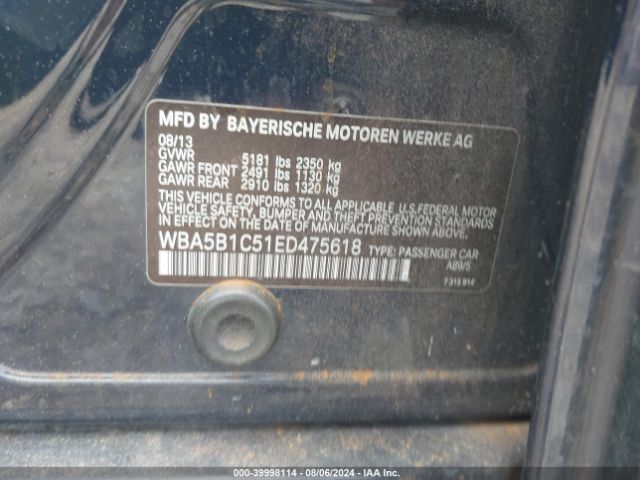 MFD BY BAYERISCHE MOTOREN WERKE AG
08/13
GVWR 5181 lbs 2350 kg
GAWR FRONT 2491 lbs 1130 kg
GAWR REAR 2910 lbs 1320 kg
THIS VEHICLE CONFORMS TO ALL APPLICABLE U.S.FEDERAL MOTOR
VEHICLE SAFETY, BUMPER AND THEFT PREVENTION STANDARDS
IN EFFECT ON THE DATE OF MANUFACTURE SHOWN ABOVE.
WBA5B1C51ED475618 TYPE: PASSENGER CAR
A89/5
7318814
000-39998114 - 08/06/2024 - IAA Inc.